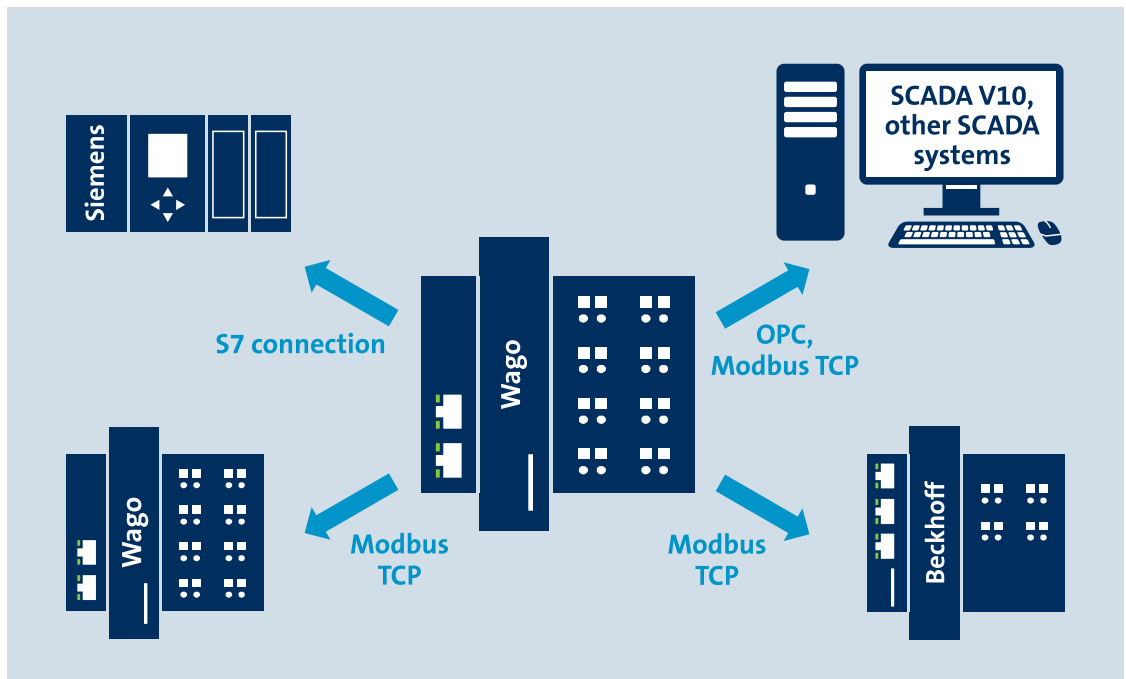 Siemens
SCADA V10,
other SCADA
systems
S7 connection
Wago
OPC,
Modbus TCP
Wago
Modbus
TCP
Modbus
TCP
Beckhoff